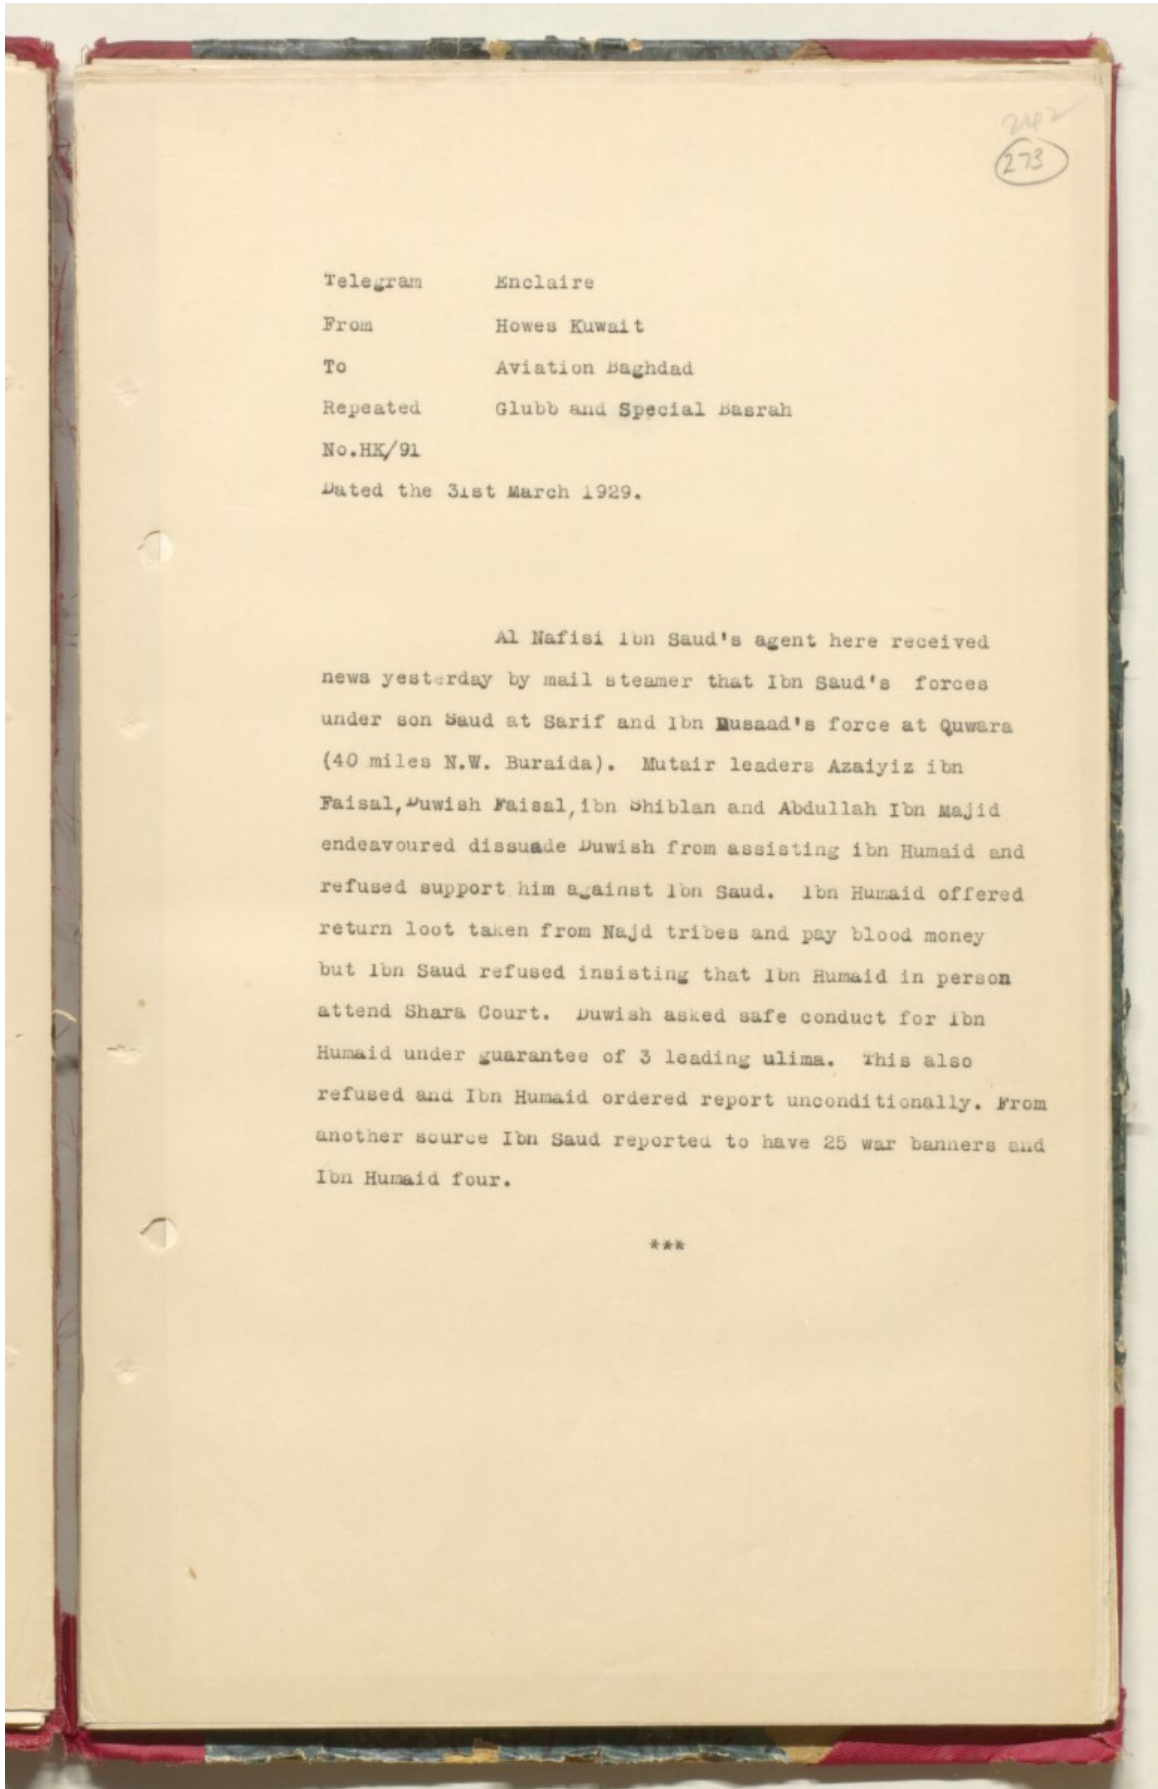 242
273
Telegram Enclaire
From Howes Kuwait
To Aviation Baghdad
Repeated Glubb and Special Basrah
No.HK/91
Dated the 31st March 1929.
Al Nafisi Ibn Saud's agent here received
news yesterday by mail steamer that Ibn Saud's forces
under son Saud at Sarif and Ibn Musaad's force at Quwara
(40 miles N.W. Buraida). Mutair leaders Azaiyiz ibn
Faisal, Duwish Faisal, ibn Shiblan and Abdullah Ibn Majid
endeavoured dissuade Duwish from assisting ibn Humaid and
refused support him against Ibn Saud. Ibn Humaid offered
return loot taken from Najd tribes and pay blood money
but Ibn Saud refused insisting that Ibn Humaid in person
attend Shara Court. Duwish asked safe conduct for Ibn
Humaid under guarantee of 3 leading ulima. This also
refused and Ibn Humaid ordered report unconditionally. From
another source Ibn Saud reported to have 25 war banners and
Ibn Humaid four.
***